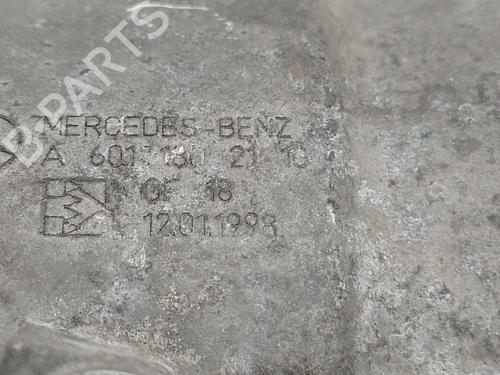 B-PARTS
MERCEDES-BENZ
A 601 180 21 10
GF 18
12.01.1998